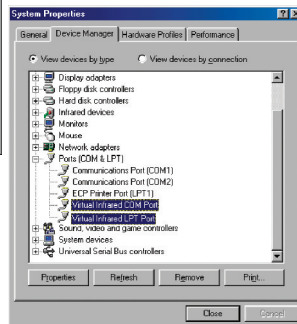 System Properties
General Device Manager Hardware Profiles Performance
View devices by type View devices by connection
Display adapters
Floppy disk controllers
Hard disk controllers
Infrared devices
Monitors
Mouse
Network adapters
Ports (COM & LPT)
Communications Port (COM1)
Communications Port (COM2)
ECP Printer Port (LPT1)
Virtual Infrared COM Port
Virtual Infrared LPT Port
Sound, video and game controllers
System devices
Universal Serial Bus controllers
Properties Refresh Remove Print...
Close Cancel